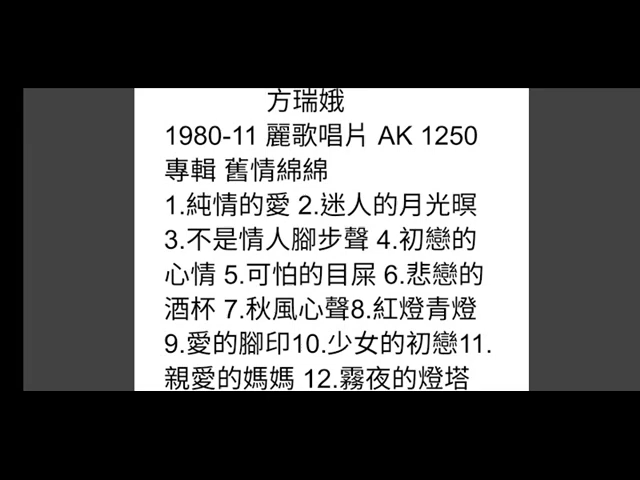 方瑞娥
1980-11 麗歌唱片 AK 1250
專輯 舊情綿綿
1.純情的愛 2.迷人的月光暝
3.不是情人腳步聲 4.初戀的
心情 5.可怕的目屎 6.悲戀的
酒杯 7.秋風心聲8.紅燈青燈
9.愛的腳印10.少女的初戀11.
親愛的媽媽 12.霧夜的燈塔